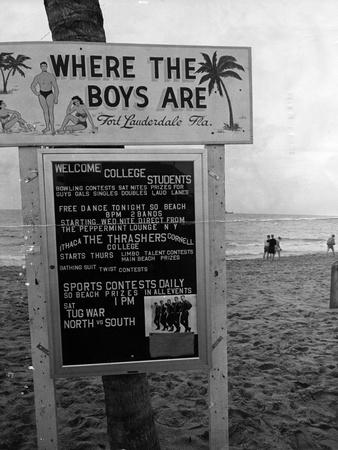 WHERE THE
BOYS ARE
Fort Lauderdale Fla.
WELCOME COLLEGE
STUDENTS
BOWLING CONTESTS SAT NITES PRIZES FOR
GUYS GALS SINGLES DOUBLES LAUD LANES
FREE DANCE TONIGHT SO BEACH
8PM 2 BANDS
STARTING WED NITE DIRECT FROM
THE PEPPERMINT LOUNGE N Y
ITHACA THE THRASHERS CORNELL
COLLEGE
STARTS THURS LIMBO TALENT CONTESTS
MAIN BEACH PRIZES
BATHING SUIT TWIST CONTESTS
SPORTS CONTESTS DAILY
SO BEACH PRIZES IN ALL EVENTS
SAT 1 PM
TUG WAR
NORTH VS SOUTH